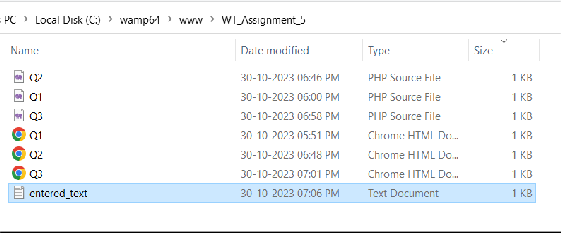 s PC > Local Disk (C:) > wamp64 > www > WT_Assignment_5
Name Date modified Type Size
Q2 30-10-2023 06:46 PM PHP Source File 1 KB
Q1 30-10-2023 06:00 PM PHP Source File 1 KB
Q3 30-10-2023 06:58 PM PHP Source File 1 KB
Q1 30-10-2023 05:51 PM Chrome HTML Do... 1 KB
Q2 30-10-2023 06:48 PM Chrome HTML Do... 1 KB
Q3 30-10-2023 07:01 PM Chrome HTML Do... 1 KB
entered_text 30-10-2023 07:06 PM Text Document 1 KB